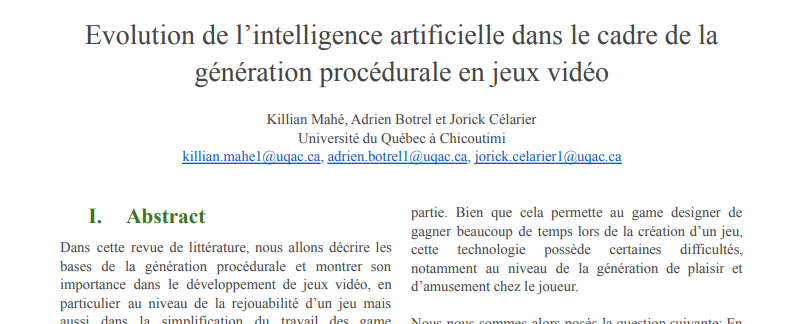 Evolution de l’intelligence artificielle dans le cadre de la
génération procédurale en jeux vidéo
Killian Mahé, Adrien Botrel et Jorick Célarier
Université du Québec à Chicoutimi
killian.mahe1@uqac.ca, adrien.botrel1@uqac.ca, jorick.celarier1@uqac.ca
I. Abstract
Dans cette revue de littérature, nous allons décrire les
bases de la génération procédurale et montrer son
importance dans le développement de jeux vidéo, en
particulier au niveau de la rejouabilité d’un jeu mais
aussi dans la simplification du travail des game
partie. Bien que cela permette au game designer de
gagner beaucoup de temps lors de la création d’un jeu,
cette technologie possède certaines difficultés,
notamment au niveau de la génération de plaisir et
d’amusement chez le joueur.
Nous nous sommes alors posés la question suivante: En